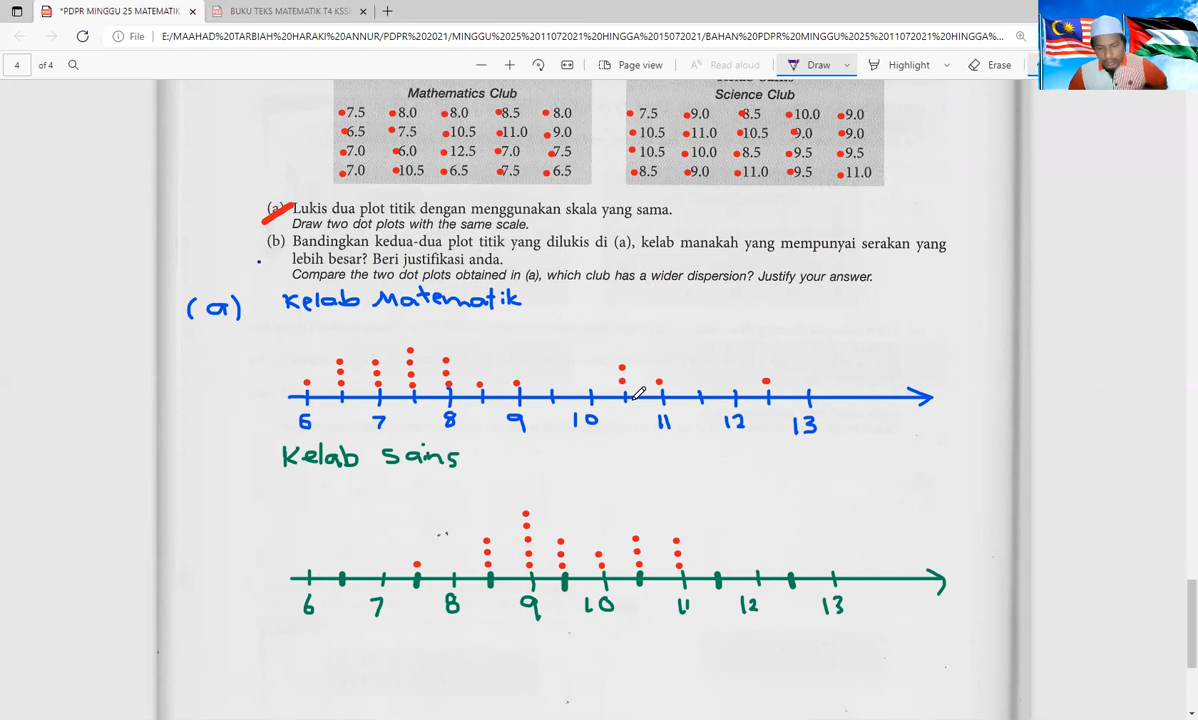 *PDPR MINGGU 25 MATEMATIK
BUKU TEKS MATEMATIK T4 KSSI
File
E:/MAAHAD%20TARBIAH%20HARAKI%20ANNUR/PDPR%202021/MINGGU%2025%2011072021%20HINGGA%2015072021/BAHAN%20PDPR%20MINGGU%2025%2011072021%20HINGGA%...
4 of 4
Page view
Read aloud
Draw
Highlight
Erase
Mathematics Club
7.5 8.0 8.0 8.5 8.0
6.5 7.5 10.5 11.0 9.0
7.0 6.0 12.5 7.0 7.5
7.0 10.5 6.5 7.5 6.5
Science Club
7.5 9.0 8.5 10.0 9.0
10.5 11.0 10.5 9.0 9.0
10.5 10.0 8.5 9.5 9.5
8.5 9.0 11.0 9.5 11.0
(a) Lukis dua plot titik dengan menggunakan skala yang sama.
Draw two dot plots with the same scale.
(b) Bandingkan kedua-dua plot titik yang dilukis di (a), kelab manakah yang mempunyai serakan yang
lebih besar? Beri justifikasi anda.
Compare the two dot plots obtained in (a), which club has a wider dispersion? Justify your answer.
(a) Kelab Matematik
6 7 8 9 10 11 12 13
Kelab Sains
6 7 8 9 10 11 12 13